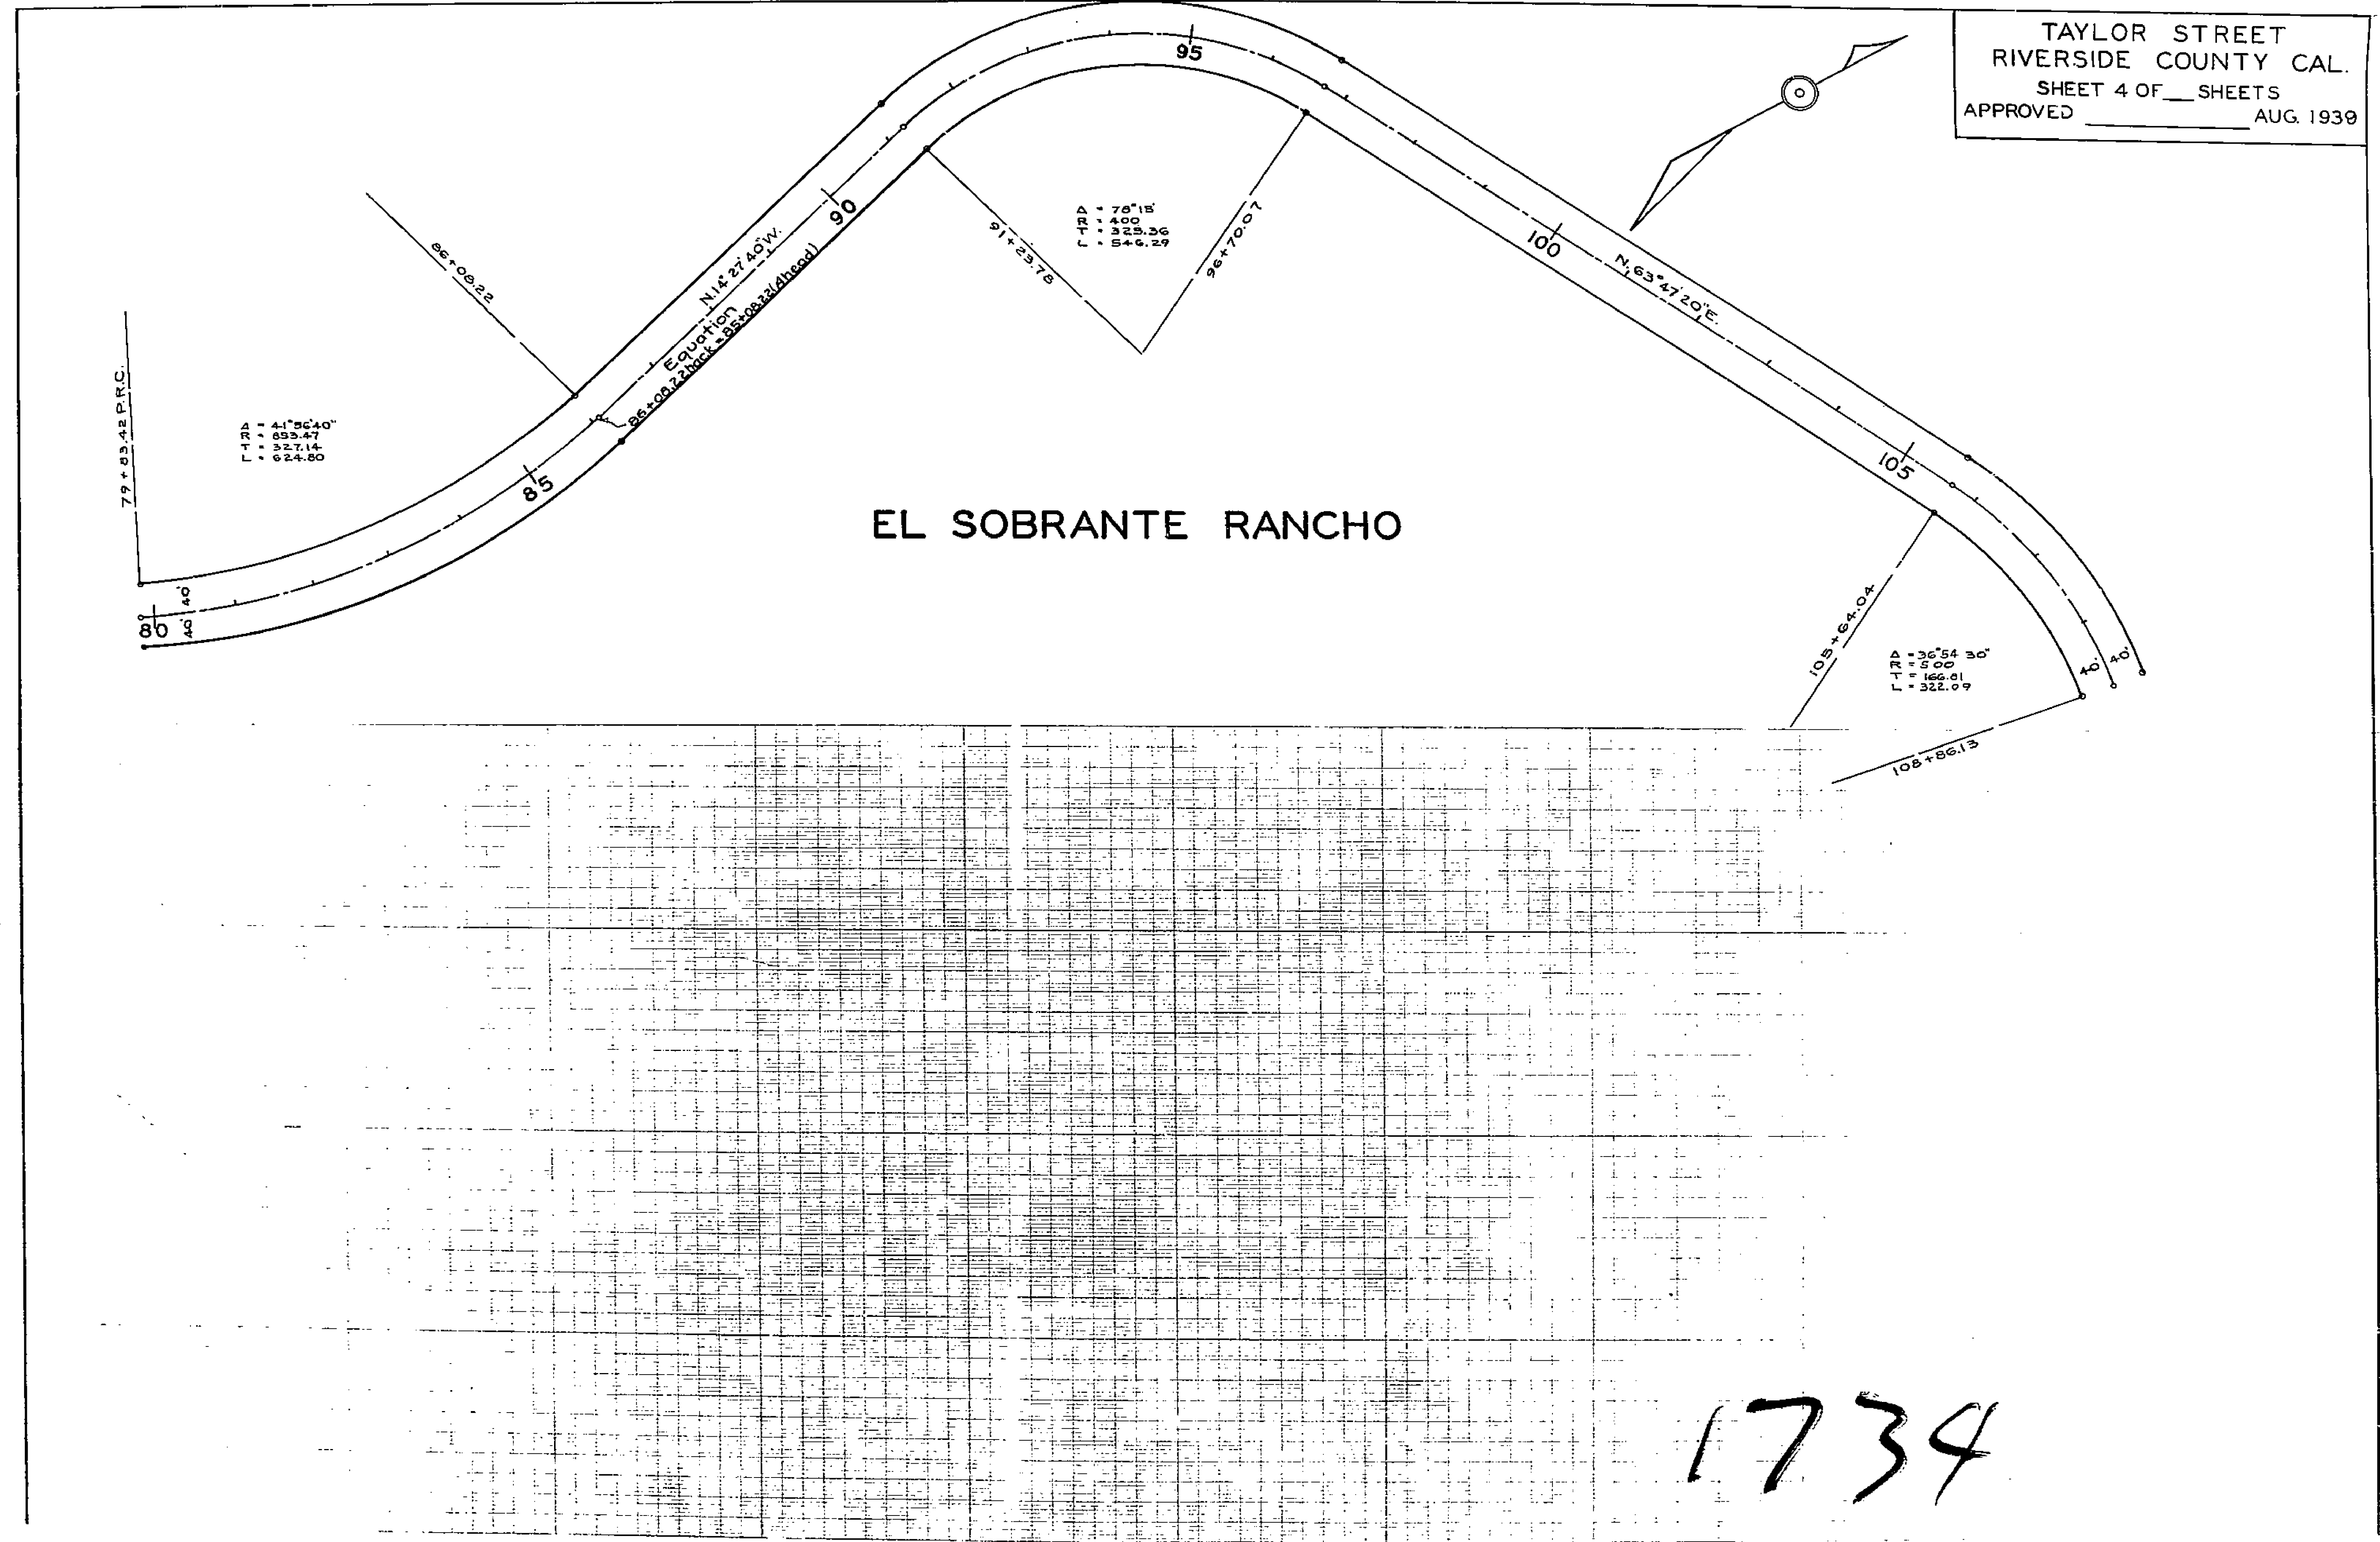 TAYLOR STREET
RIVERSIDE COUNTY CAL.
SHEET 4 OF__ SHEETS
APPROVED ____________ AUG. 1939
95
90
N.14°27'40"W.
Equation
86+08.22back = 85+08.22(Ahead)
86+08.22
91+23.78
Δ = 78°15'
R = 400
T = 325.36
L = 546.29
96+70.07
100
N.63°47'20"E.
79+83.42 P.R.C.
Δ = 41°56'40"
R = 853.47
T = 327.14
L = 624.80
85
105
EL SOBRANTE RANCHO
40' 40'
80
105+64.04
Δ = 36°54'30"
R = 500
T = 166.81
L = 322.09
40' 40'
108+86.13
1734